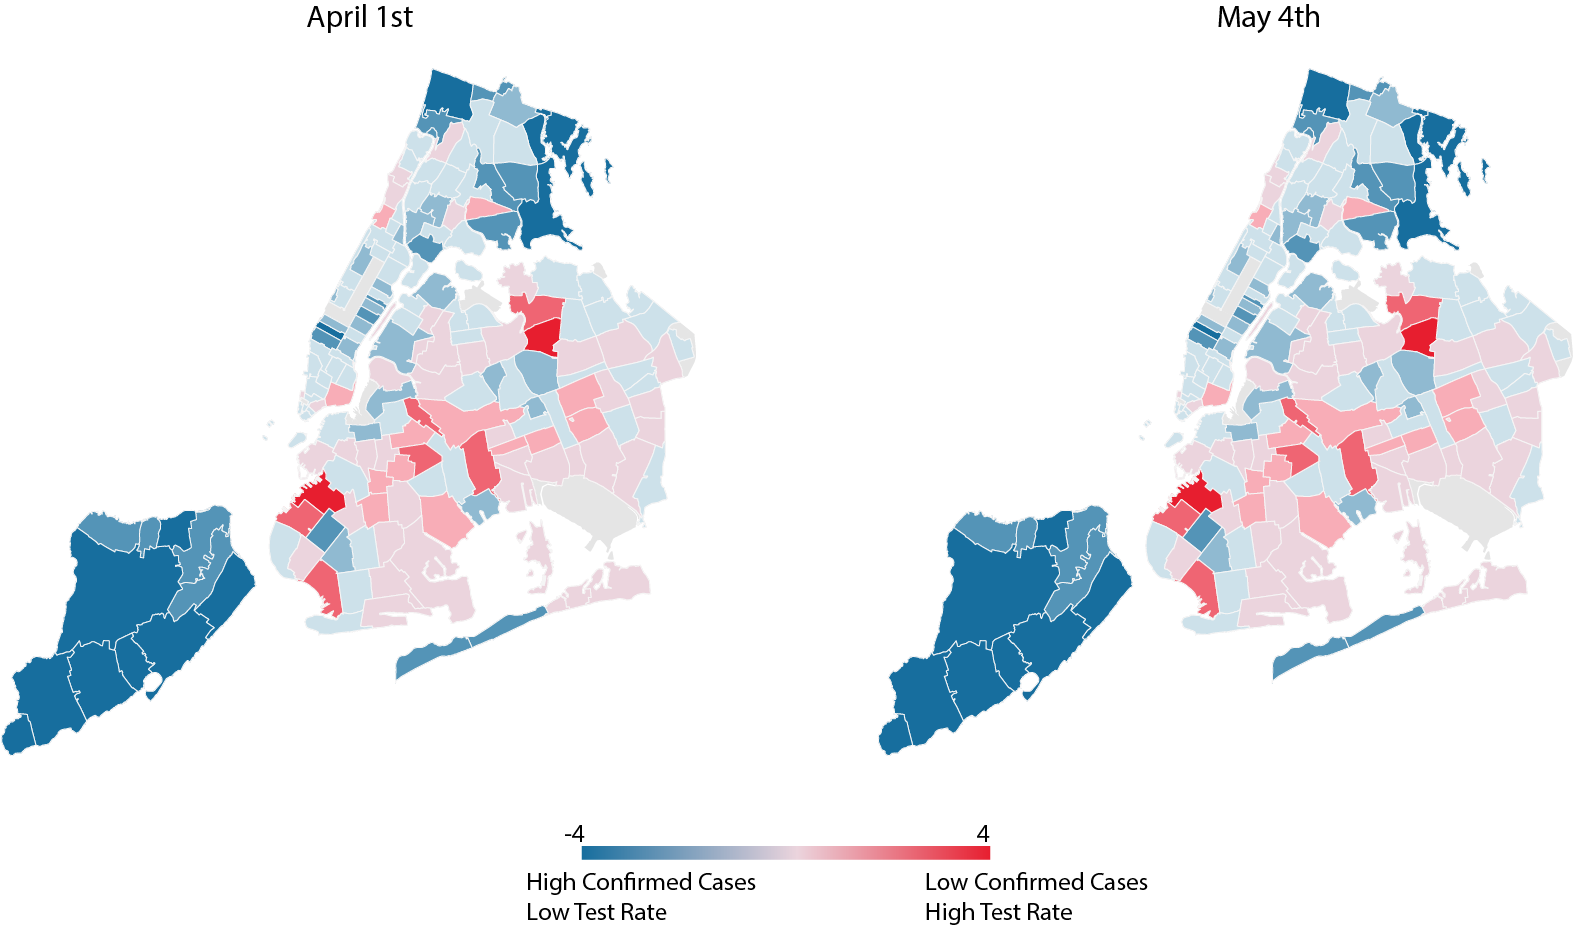 April 1st
May 4th
-4
4
High Confirmed Cases
Low Test Rate
Low Confirmed Cases
High Test Rate